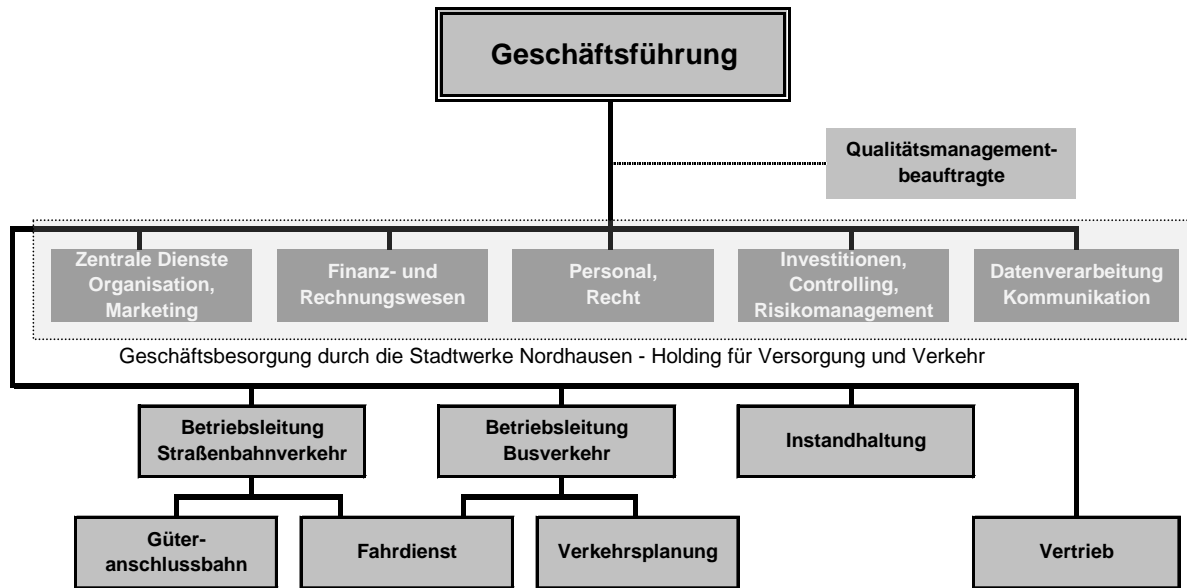 Geschäftsführung
Qualitätsmanagement-
beauftragte
Zentrale Dienste
Organisation,
Marketing
Finanz- und
Rechnungswesen
Personal,
Recht
Investitionen,
Controlling,
Risikomanagement
Datenverarbeitung
Kommunikation
Geschäftsbesorgung durch die Stadtwerke Nordhausen - Holding für Versorgung und Verkehr
Betriebsleitung
Straßenbahnverkehr
Betriebsleitung
Busverkehr
Instandhaltung
Güter-
anschlussbahn
Fahrdienst
Verkehrsplanung
Vertrieb